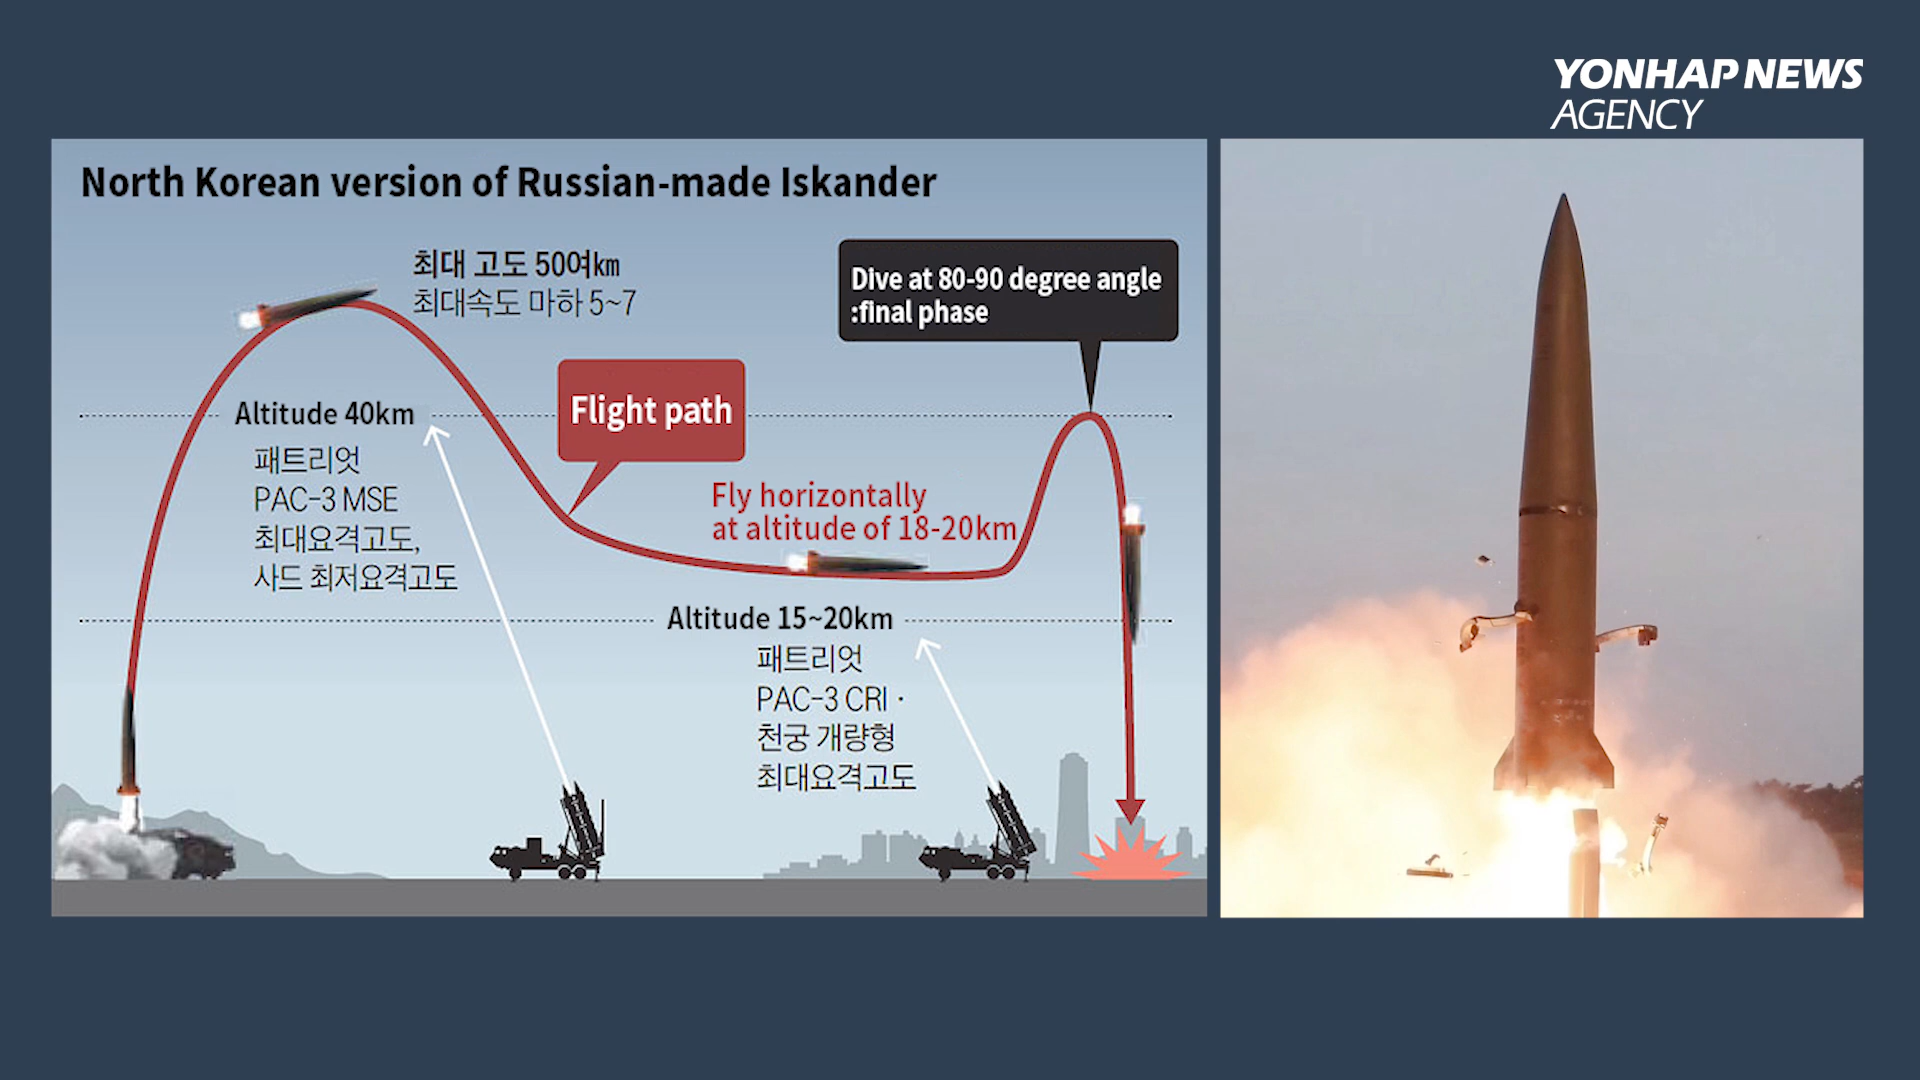 YONHAP NEWS
AGENCY
North Korean version of Russian-made Iskander
최대 고도 50여km
최대속도 마하 5~7
Dive at 80-90 degree angle
:final phase
Flight path
Altitude 40km
패트리엇
PAC-3 MSE
최대요격고도,
사드 최저요격고도
Fly horizontally
at altitude of 18-20km
Altitude 15~20km
패트리엇
PAC-3 CRI ·
천궁 개량형
최대요격고도